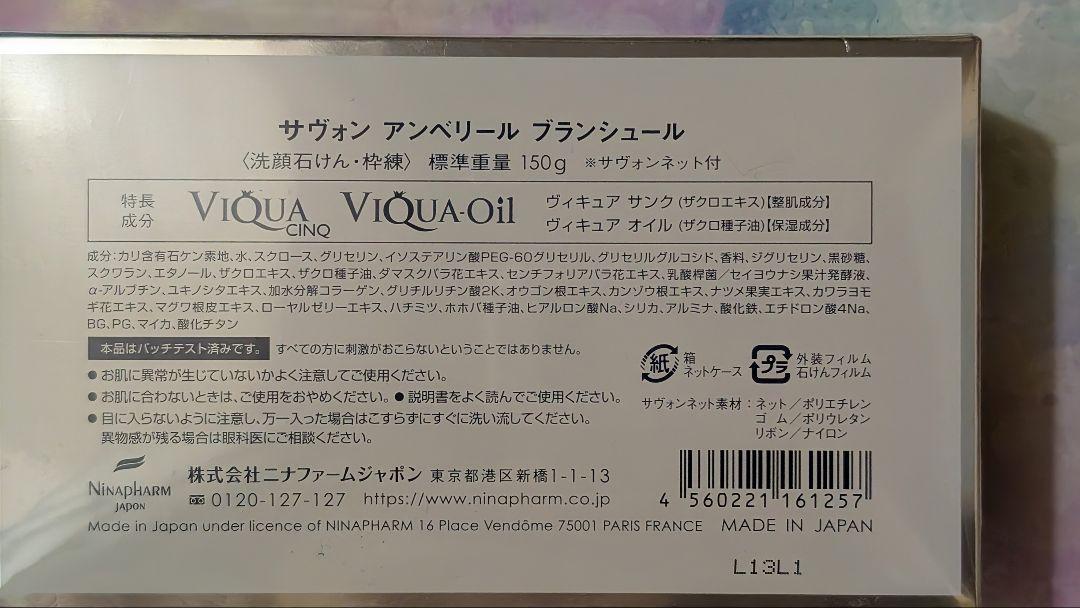 サヴォン アンベリール ブランシュール
〈洗顔石けん・枠練〉 標準重量 150g ※サヴォンネット付
特長成分 VIQUA CINQ VIQUA-Oil
ヴィキュア サンク (ザクロエキス)【整肌成分】
ヴィキュア オイル (ザクロ種子油)【保湿成分】
成分:カリ含有石ケン素地、水、スクロース、グリセリン、イソステアリン酸PEG-60グリセリル、グリセリルグルコシド、香料、ジグリセリン、黒砂糖、
スクワラン、エタノール、ザクロエキス、ザクロ種子油、ダマスクバラ花エキス、センチフォリアバラ花エキス、乳酸桿菌／セイヨウナシ果汁発酵液、
α-アルブチン、ユキノシタエキス、加水分解コラーゲン、グリチルリチン酸2K、オウゴン根エキス、カンゾウ根エキス、ナツメ果実エキス、カワラヨモ
ギ花エキス、マグワ根皮エキス、ローヤルゼリーエキス、ハチミツ、ホホバ種子油、ヒアルロン酸Na、シリカ、アルミナ、酸化鉄、エチドロン酸4Na、
BG、PG、マイカ、酸化チタン
本品はパッチテスト済みです。 すべての方に刺激がおこらないということではありません。
● お肌に異常が生じていないかよく注意してご使用ください。
● お肌に合わないときは、ご使用をおやめください。 ● 説明書をよく読んでご使用ください。
● 目に入らないように注意し、万一入った場合はこすらずにすぐに洗い流してください。
異物感が残る場合は眼科医にご相談ください。
紙 箱
ネットケース
プラ 外装フィルム
石けんフィルム
サヴォンネット素材：ネット／ポリエチレン
ゴム／ポリウレタン
リボン／ナイロン
NINAPHARM
JAPON
株式会社ニナファームジャポン 東京都港区新橋1-1-13
0120-127-127 https://www.ninapharm.co.jp
4 560221 161257
Made in Japan under licence of NINAPHARM 16 Place Vendôme 75001 PARIS FRANCE MADE IN JAPAN
L13L1